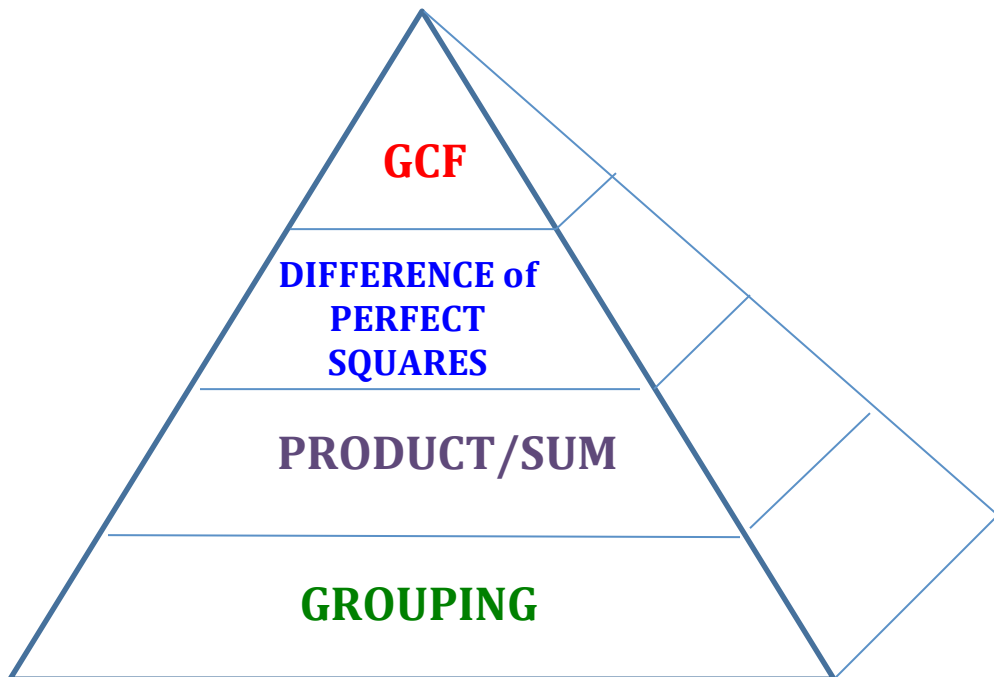 GCF
DIFFERENCE of
PERFECT
SQUARES
PRODUCT/SUM
GROUPING